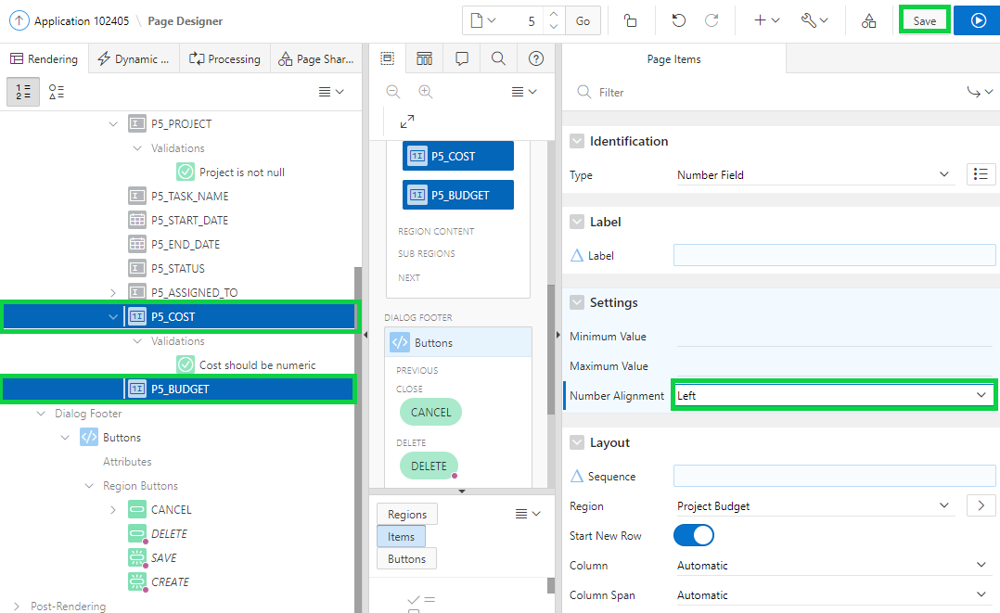 Application 102405 \ Page Designer
5
Go
Save
Rendering
Dynamic ...
Processing
Page Shar...
P5_PROJECT
Validations
Project is not null
P5_TASK_NAME
P5_START_DATE
P5_END_DATE
P5_STATUS
P5_ASSIGNED_TO
P5_COST
Validations
Cost should be numeric
P5_BUDGET
Dialog Footer
Buttons
Attributes
Region Buttons
CANCEL
DELETE
SAVE
CREATE
Post-Rendering
P5_COST
P5_BUDGET
REGION CONTENT
SUB REGIONS
NEXT
DIALOG FOOTER
Buttons
PREVIOUS
CLOSE
CANCEL
DELETE
DELETE
Regions
Items
Buttons
Page Items
Filter
Identification
Type Number Field
Label
Label
Settings
Minimum Value
Maximum Value
Number Alignment Left
Layout
Sequence
Region Project Budget
Start New Row
Column Automatic
Column Span Automatic